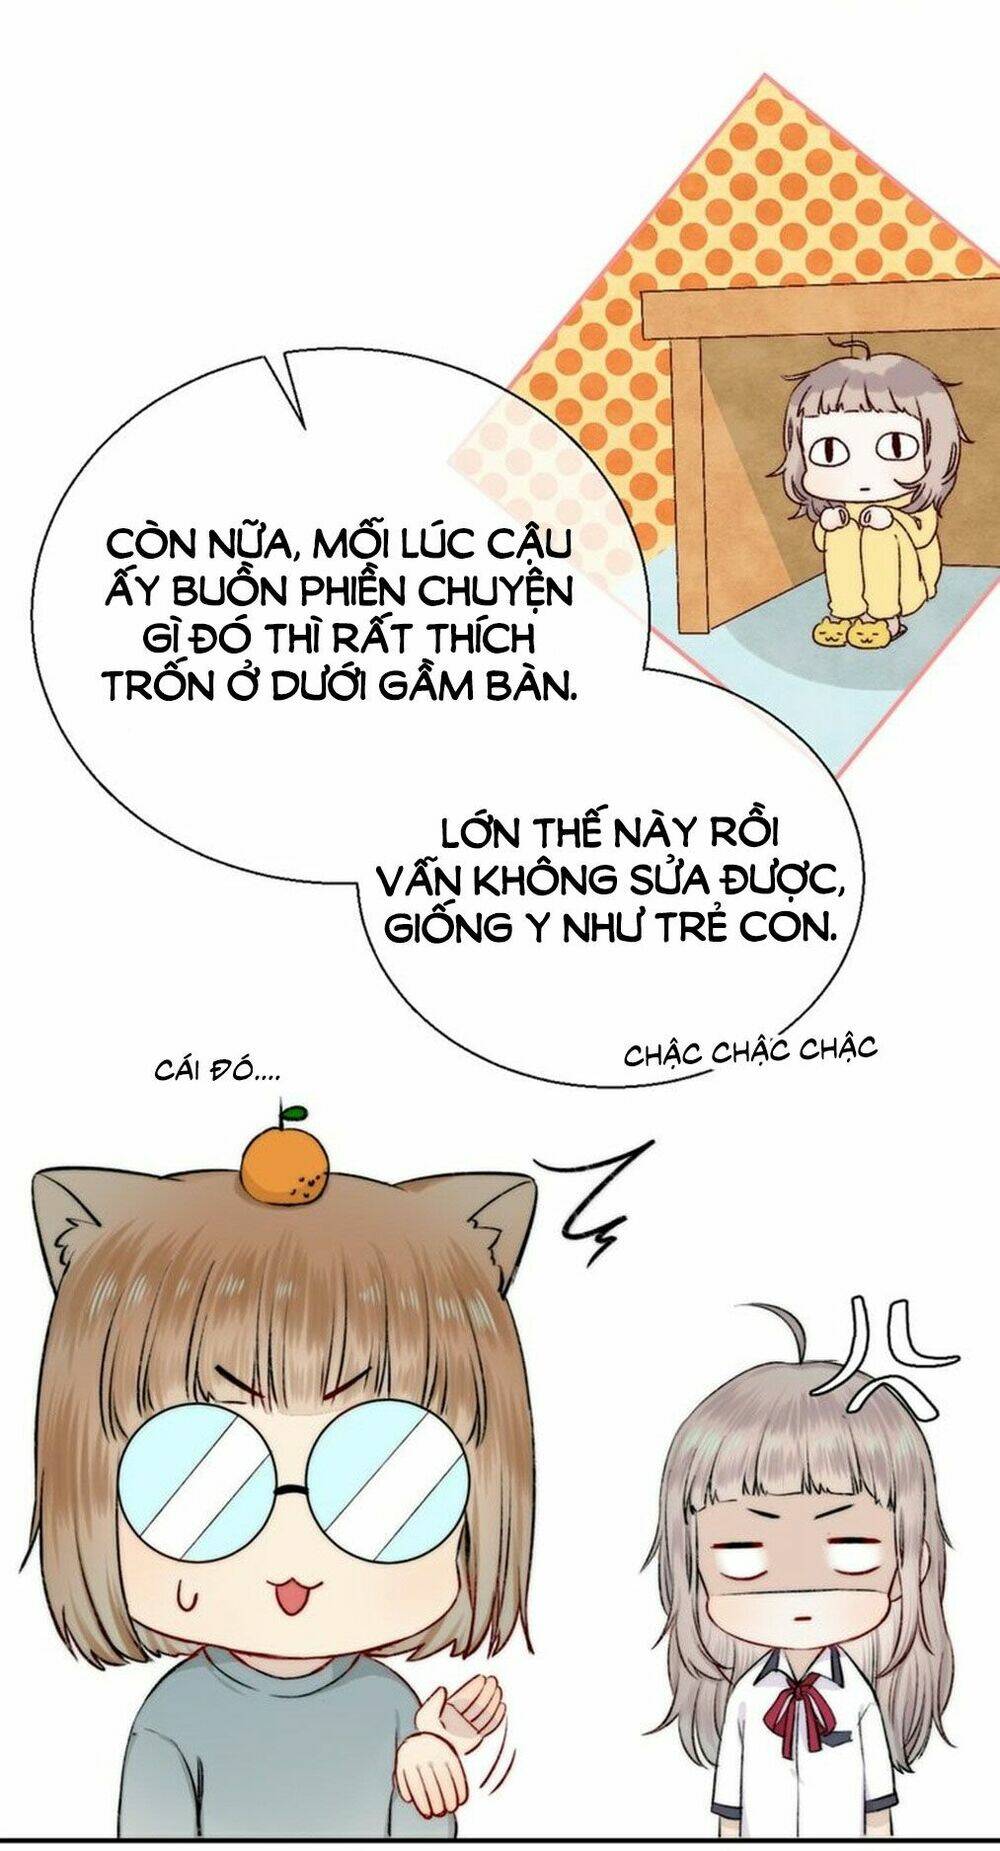 CÒN NỮA, MỖI LÚC CẬU
ẤY BUỒN PHIỀN CHUYỆN
GÌ ĐÓ THÌ RẤT THÍCH
TRỐN Ở DƯỚI GẦM BÀN.
LỚN THẾ NÀY RỒI
VẪN KHÔNG SỬA ĐƯỢC,
GIỐNG Y NHƯ TRẺ CON.
CHẬC CHẬC CHẬC
CÁI ĐÓ....